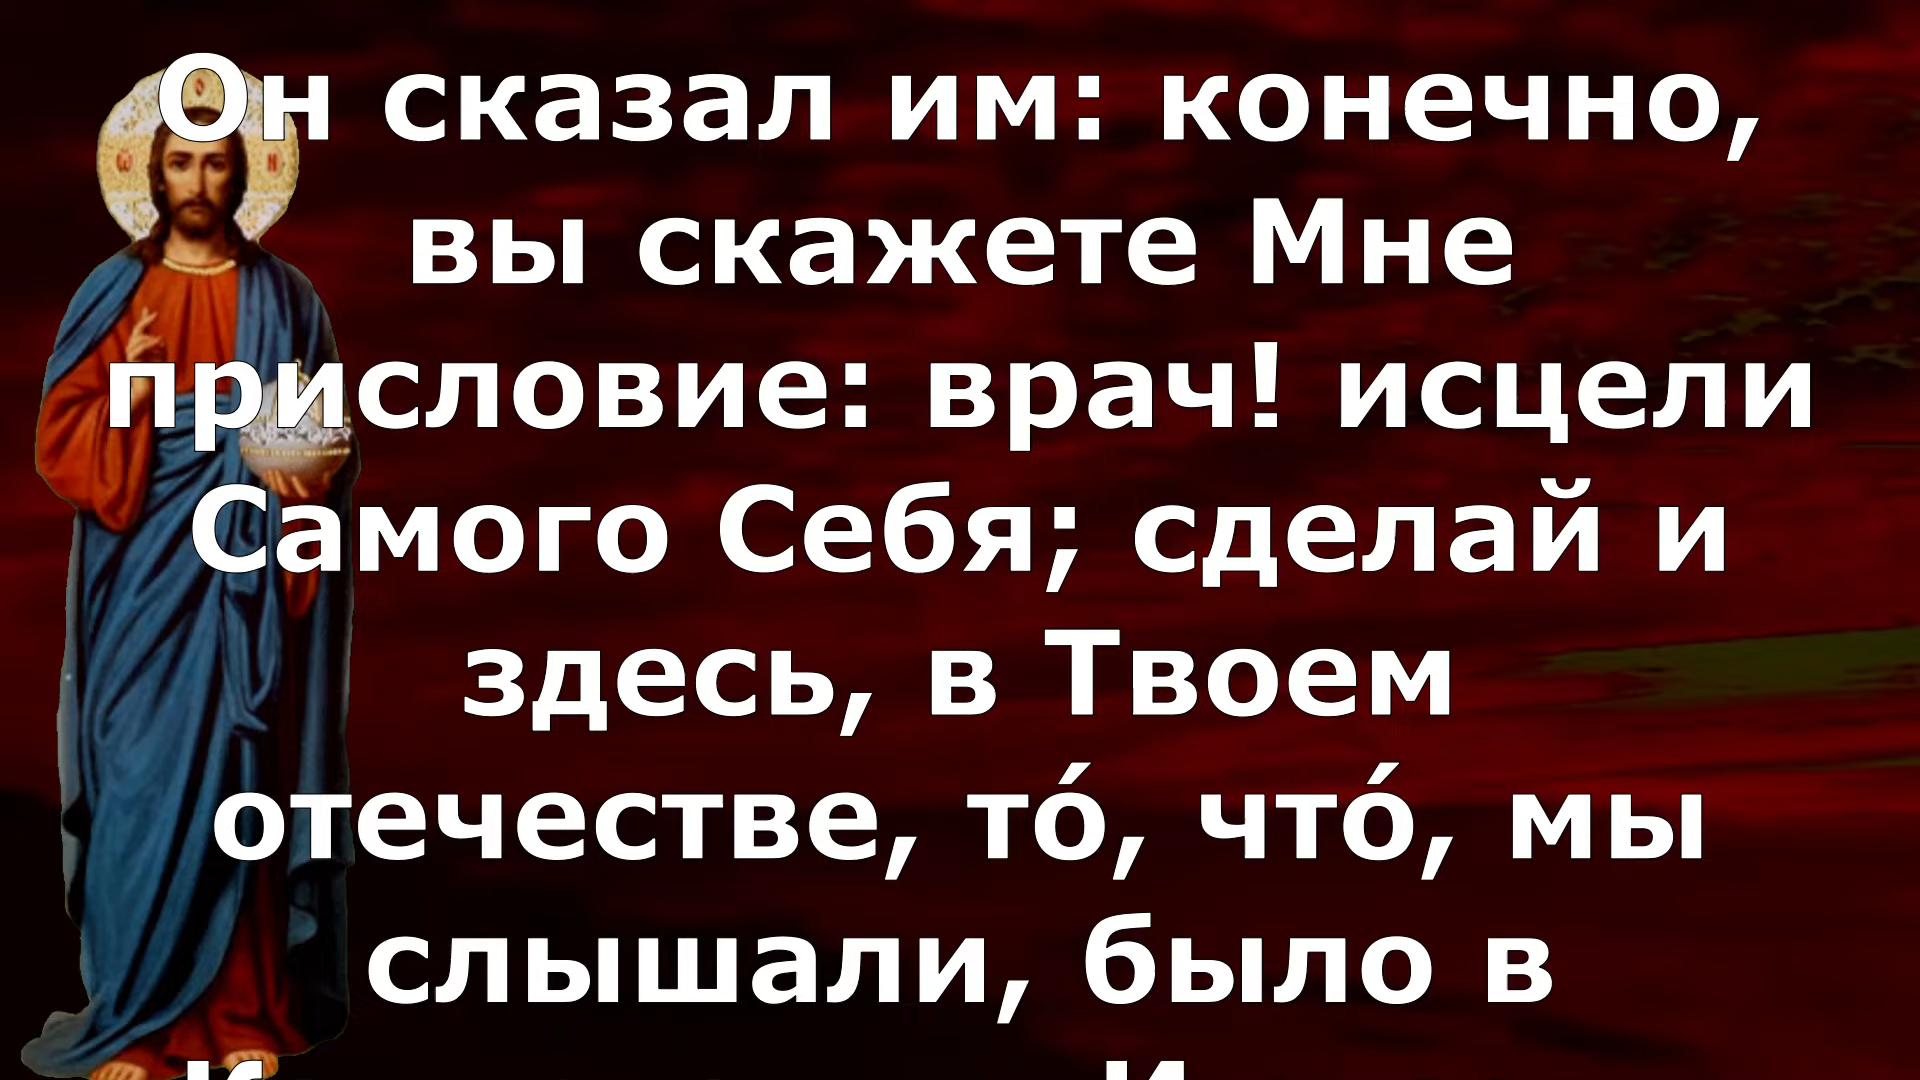 Он сказал им: конечно,
вы скажете Мне
присловие: врач! исцели
Самого Себя; сделай и
здесь, в Твоем
отечестве, то́, что́, мы
слышали, было в